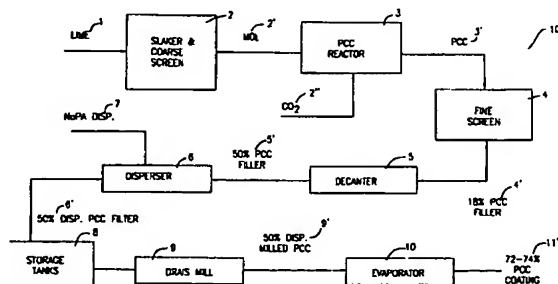 LIME
1
SLAKER &
COARSE
SCREEN
2
MOL
2'
PCC
REACTOR
3
CO2
2"
PCC
3'
10
FINE
SCREEN
4
18% PCC
FILLER
4'
DECANTER
5
50% PCC
FILLER
5'
DISPERSER
6
NaPA DISP.
7
50% DISP. PCC FILTER
6'
STORAGE
TANKS
8
DRAIS MILL
9
50% DISP.
MILLED PCC
9'
EVAPORATOR
10
72-74%
PCC
COATING
11'